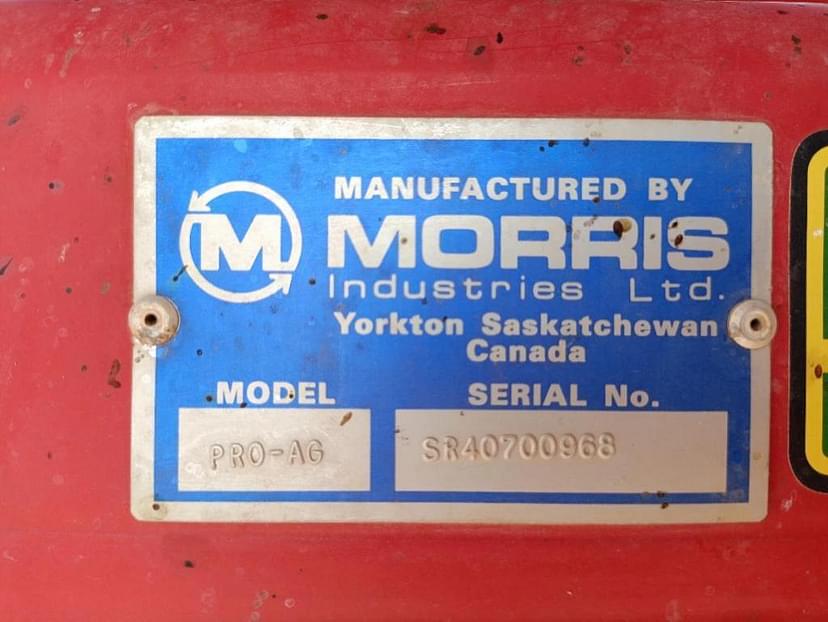 M
MANUFACTURED BY
MORRIS
Industries Ltd.
Yorkton Saskatchewan
Canada
MODEL SERIAL No.
PRO-AG SR40700968